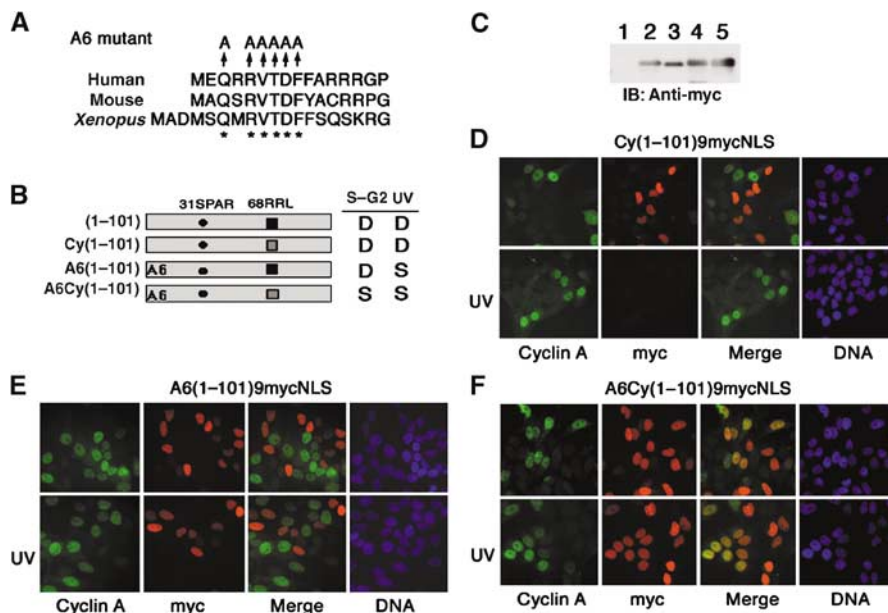 A
A6 mutant A AAAAA
Human MEQRRVTDFFARRRGP
Mouse MAQSRVTDFYACRRPG
Xenopus MADMSQMRVTDFFSQSKRG
* *****
B
31SPAR 68RRL S–G2 UV
(1–101) D D
Cy(1–101) D D
A6(1–101) A6 D S
A6Cy(1–101) A6 S S
C
1 2 3 4 5
IB: Anti-myc
D
Cy(1–101)9mycNLS
UV
Cyclin A myc Merge DNA
E
A6(1–101)9mycNLS
UV
Cyclin A myc Merge DNA
F
A6Cy(1–101)9mycNLS
UV
Cyclin A myc Merge DNA